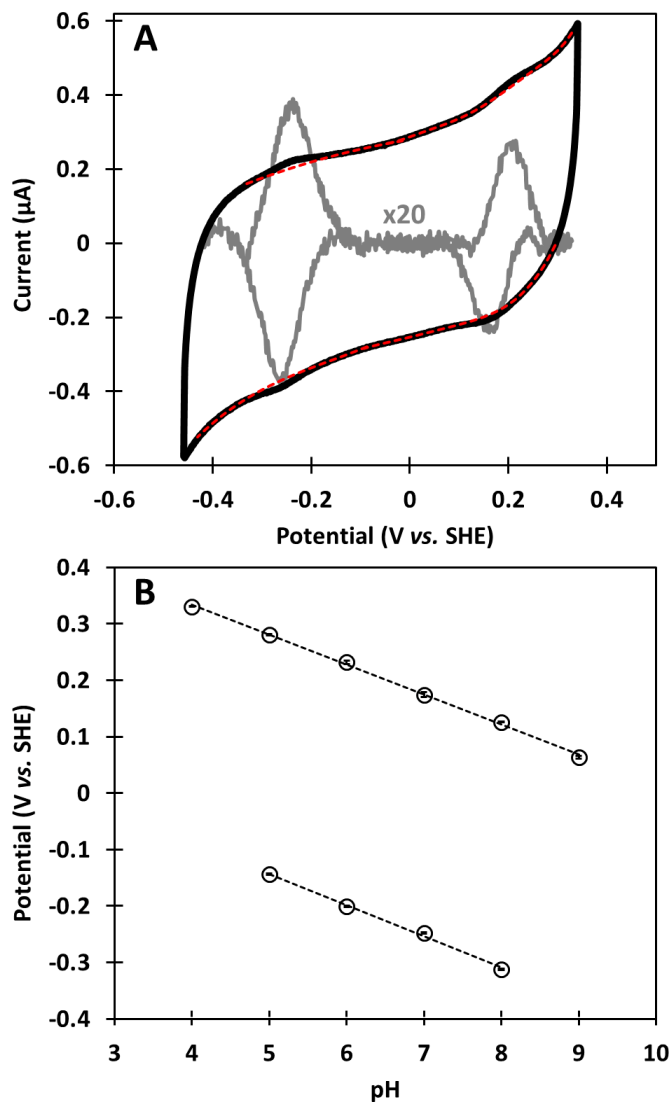 A
0.6
0.4
0.2
0
-0.2
-0.4
-0.6
Current (µA)
x20
-0.6 -0.4 -0.2 0 0.2 0.4
Potential (V vs. SHE)
B
0.4
0.3
0.2
0.1
0
-0.1
-0.2
-0.3
-0.4
Potential (V vs. SHE)
3 4 5 6 7 8 9 10
pH